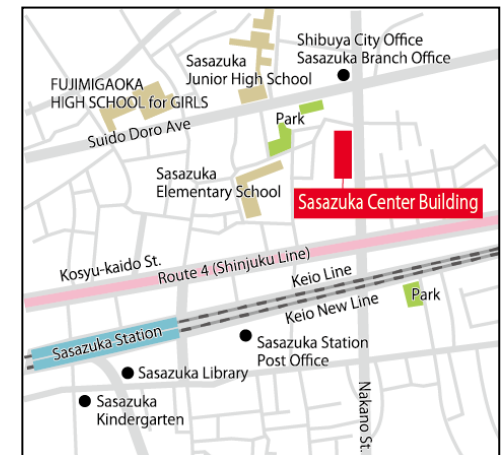 Shibuya City Office
Sasazuka Branch Office
Sasazuka
Junior High School
FUJIMIGAOKA
HIGH SCHOOL for GIRLS
Park
Suido Doro Ave
Sasazuka
Elementary School
Sasazuka Center Building
Kosyu-kaido St.
Route 4 (Shinjuku Line)
Keio Line
Keio New Line
Park
Sasazuka Station
Sasazuka Station
Post Office
Sasazuka Library
Sasazuka
Kindergarten
Nakano St.